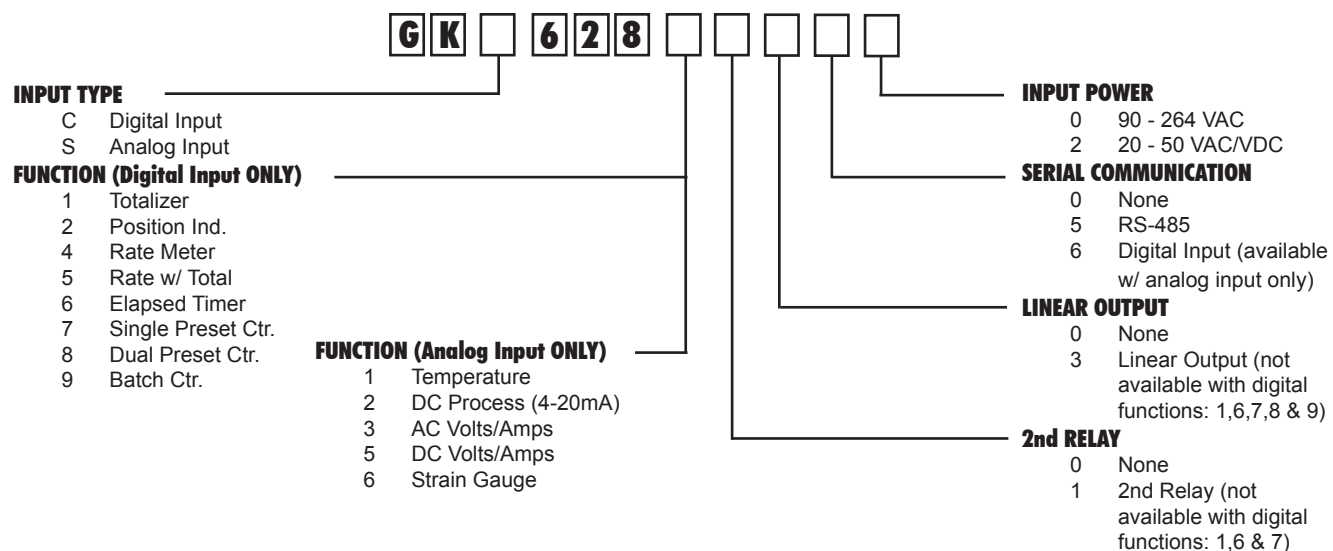 GK 628
INPUT TYPE
C Digital Input
S Analog Input
FUNCTION (Digital Input ONLY)
1 Totalizer
2 Position Ind.
4 Rate Meter
5 Rate w/ Total
6 Elapsed Timer
7 Single Preset Ctr.
8 Dual Preset Ctr.
9 Batch Ctr.
FUNCTION (Analog Input ONLY)
1 Temperature
2 DC Process (4-20mA)
3 AC Volts/Amps
5 DC Volts/Amps
6 Strain Gauge
INPUT POWER
0 90 - 264 VAC
2 20 - 50 VAC/VDC
SERIAL COMMUNICATION
0 None
5 RS-485
6 Digital Input (available
w/ analog input only)
LINEAR OUTPUT
0 None
3 Linear Output (not
available with digital
functions: 1,6,7,8 & 9)
2nd RELAY
0 None
1 2nd Relay (not
available with digital
functions: 1,6 & 7)